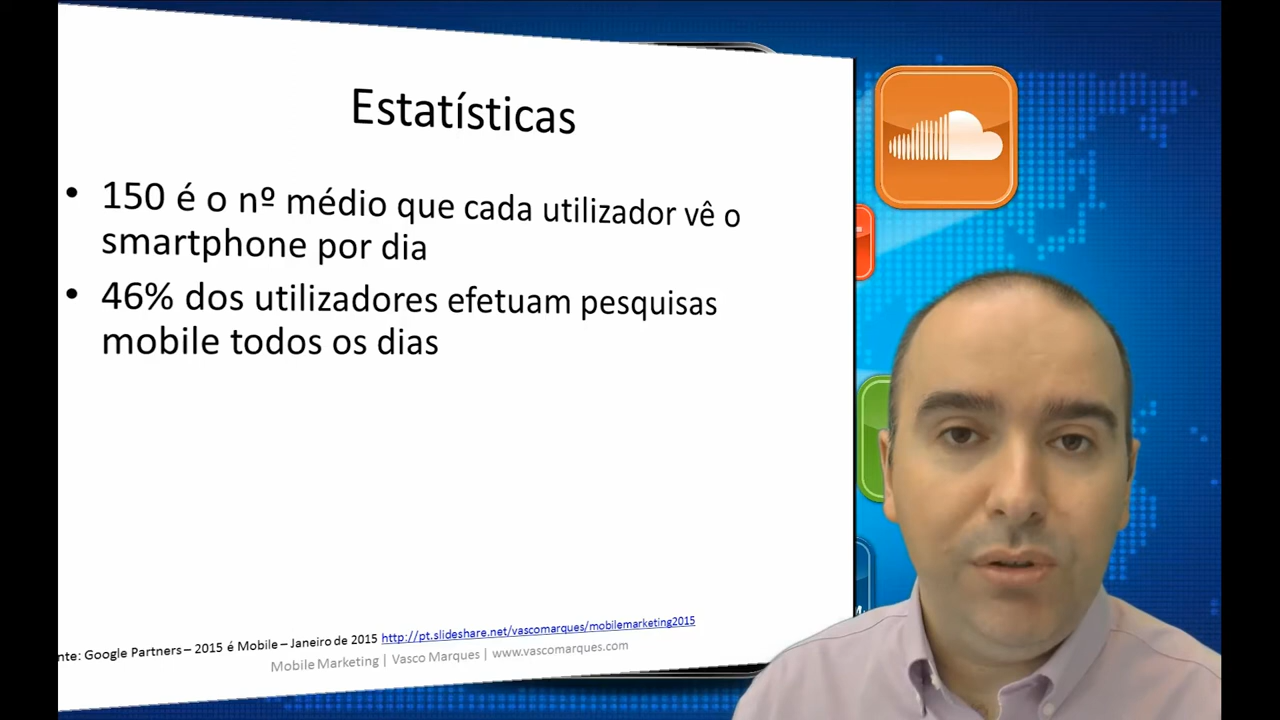 Estatísticas
• 150 é o nº médio que cada utilizador vê o
smartphone por dia
• 46% dos utilizadores efetuam pesquisas
mobile todos os dias
nte: Google Partners – 2015 é Mobile – Janeiro de 2015 http://pt.slideshare.net/vascomarques/mobilemarketing2015
Mobile Marketing | Vasco Marques | www.vascomarques.com